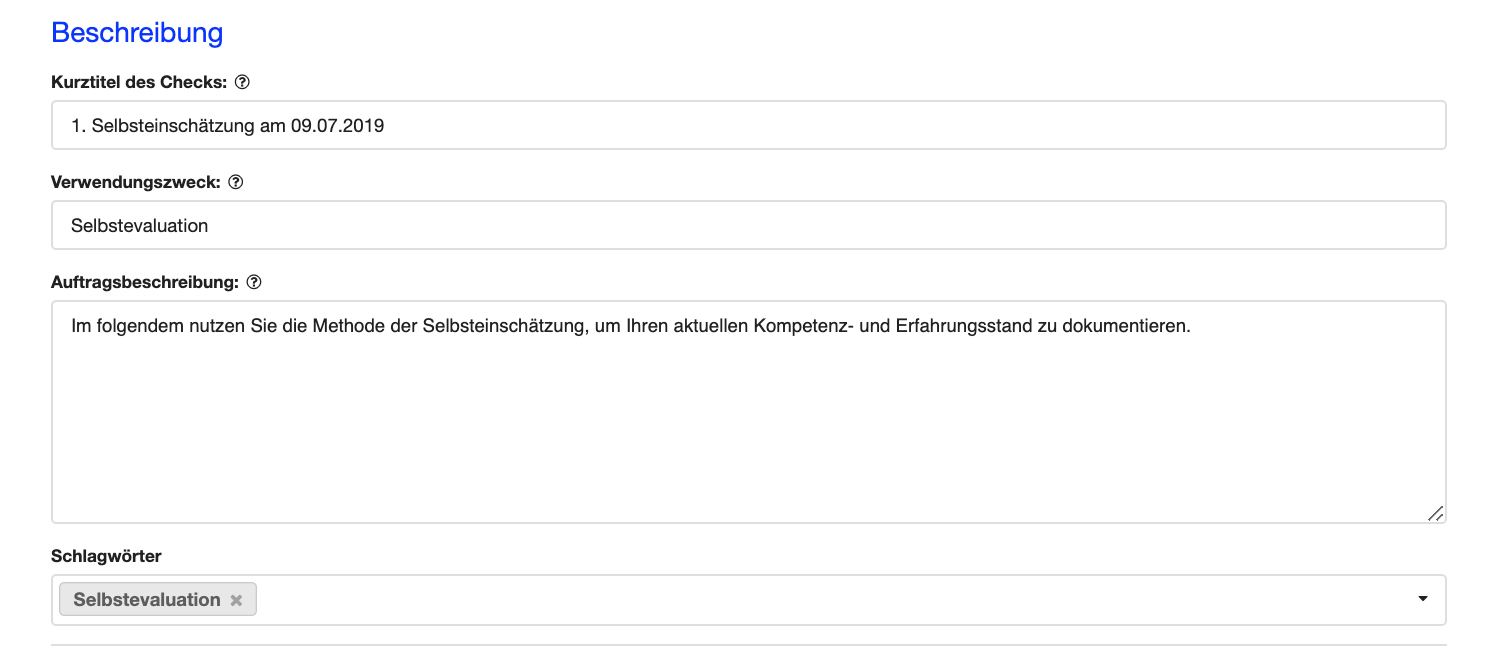 Beschreibung
Kurztitel des Checks:
1. Selbsteinschätzung am 09.07.2019
Verwendungszweck:
Selbstevaluation
Auftragsbeschreibung:
Im folgendem nutzen Sie die Methode der Selbsteinschätzung, um Ihren aktuellen Kompetenz- und Erfahrungsstand zu dokumentieren.
Schlagwörter
Selbstevaluation